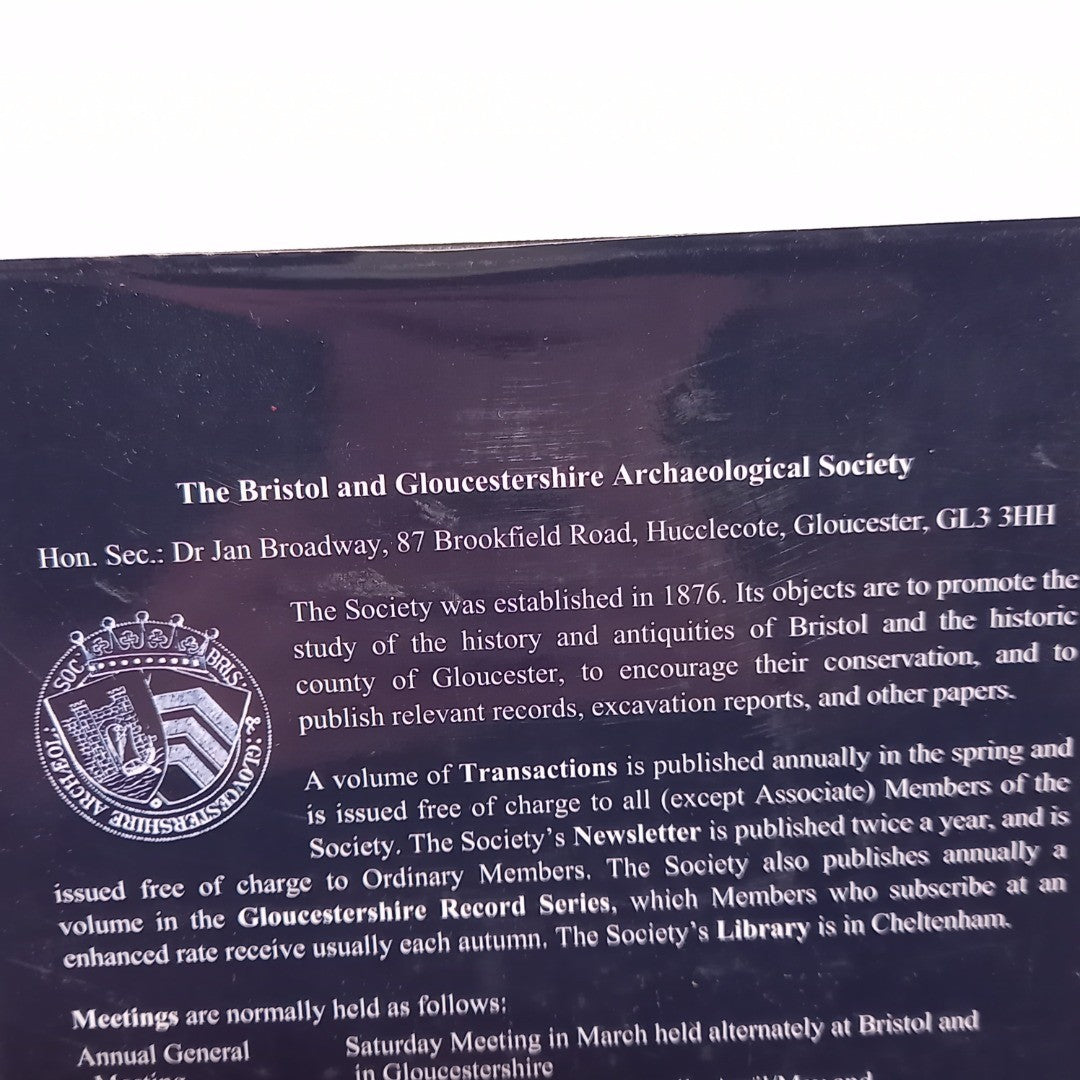 The Bristol and Gloucestershire Archaeological Society
Hon. Sec.: Dr Jan Broadway, 87 Brookfield Road, Hucclecote, Gloucester, GL3 3HH
The Society was established in 1876. Its objects are to promote the
study of the history and antiquities of Bristol and the historic
county of Gloucester, to encourage their conservation, and to
publish relevant records, excavation reports, and other papers.
SOC: BRIS: & GLOVCESTERSHIRE ARCHÆOL:
A volume of Transactions is published annually in the spring and
is issued free of charge to all (except Associate) Members of the
Society. The Society's Newsletter is published twice a year, and is
issued free of charge to Ordinary Members. The Society also publishes annually a
volume in the Gloucestershire Record Series, which Members who subscribe at an
enhanced rate receive usually each autumn. The Society's Library is in Cheltenham.
Meetings are normally held as follows:
Annual General Saturday Meeting in March held alternately at Bristol and
Meeting in Gloucestershire